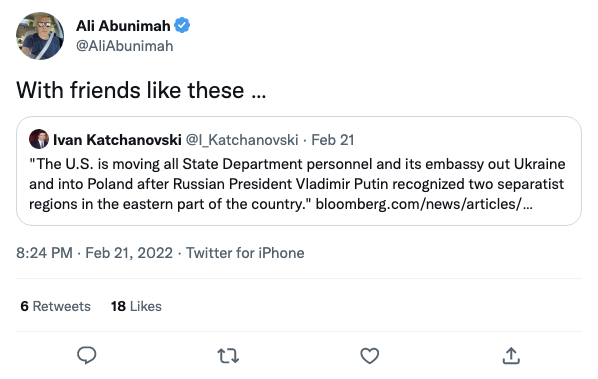 Ali Abunimah
@AliAbunimah
With friends like these ...
Ivan Katchanovski @I_Katchanovski · Feb 21
"The U.S. is moving all State Department personnel and its embassy out Ukraine
and into Poland after Russian President Vladimir Putin recognized two separatist
regions in the eastern part of the country." bloomberg.com/news/articles/...
8:24 PM · Feb 21, 2022 · Twitter for iPhone
6 Retweets 18 Likes